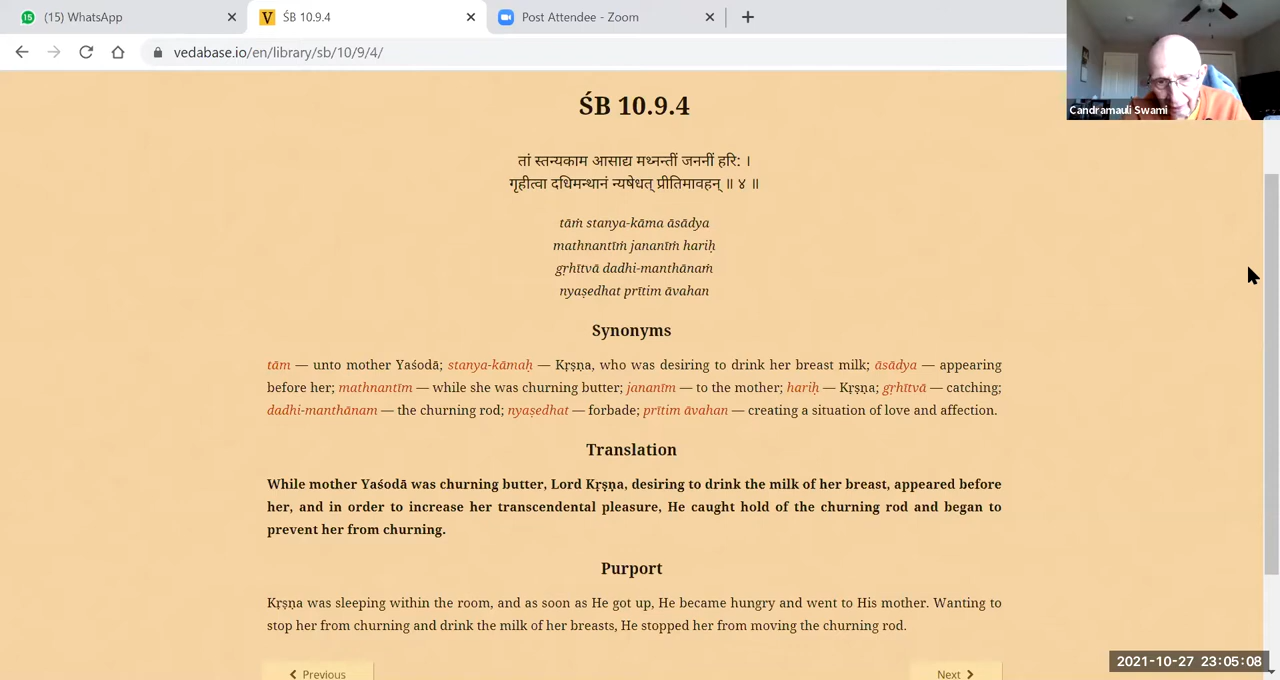 (15) WhatsApp
ŚB 10.9.4
Post Attendee - Zoom
vedabase.io/en/library/sb/10/9/4/
Candramauli Swami
ŚB 10.9.4
तां स्तन्यकाम आसाद्य मथ्नन्तीं जननीं हरि: ।
गृहीत्वा दधिमन्थानं न्यषेधत् प्रीतिमावहन् ॥ ४ ॥
tāṁ stanya-kāma āsādya
mathnantīṁ jananīṁ hariḥ
gṛhītvā dadhi-manthānaṁ
nyaṣedhat prītim āvahan
Synonyms
tām — unto mother Yaśodā; stanya-kāmaḥ — Kṛṣṇa, who was desiring to drink her breast milk; āsādya — appearing
before her; mathnantīm — while she was churning butter; jananīm — to the mother; hariḥ — Kṛṣṇa; gṛhītvā — catching;
dadhi-manthānam — the churning rod; nyaṣedhat — forbade; prītim āvahan — creating a situation of love and affection.
Translation
While mother Yaśodā was churning butter, Lord Kṛṣṇa, desiring to drink the milk of her breast, appeared before
her, and in order to increase her transcendental pleasure, He caught hold of the churning rod and began to
prevent her from churning.
Purport
Kṛṣṇa was sleeping within the room, and as soon as He got up, He became hungry and went to His mother. Wanting to
stop her from churning and drink the milk of her breasts, He stopped her from moving the churning rod.
Previous
Next
2021-10-27 23:05:08